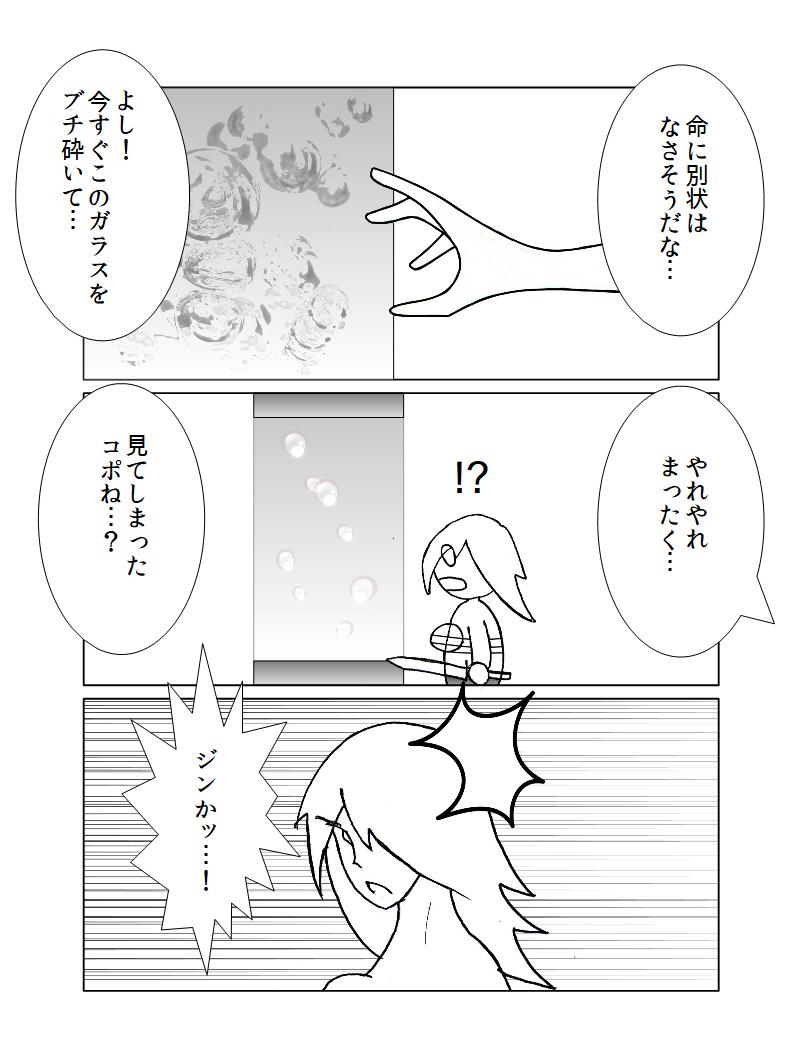 命に別状は
なさそうだな…
よし！
今すぐこのガラスを
ブチ砕いて…
やれやれ
まったく…
!?
見てしまった
コポね…？
ジンかッ…！